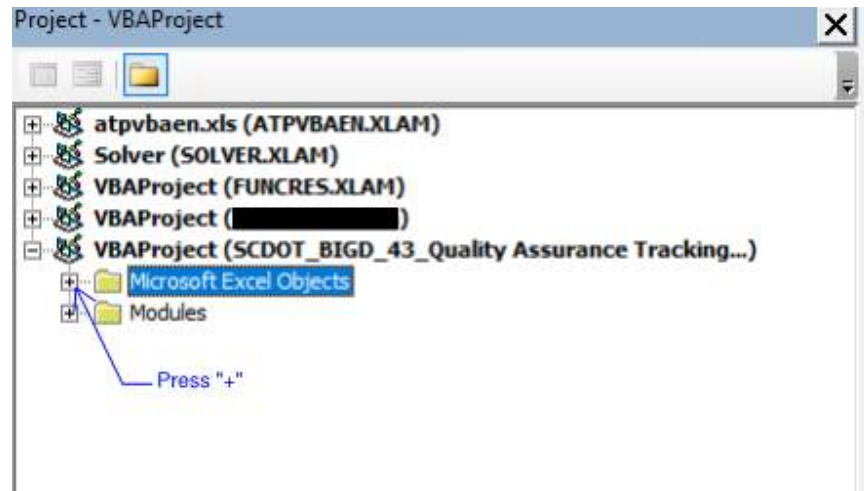 Project - VBAProject
atpvbaen.xls (ATPVBAEN.XLAM)
Solver (SOLVER.XLAM)
VBAProject (FUNCRES.XLAM)
VBAProject ( )
VBAProject (SCDOT_BIGD_43_Quality Assurance Tracking...)
Microsoft Excel Objects
Modules
Press "+"